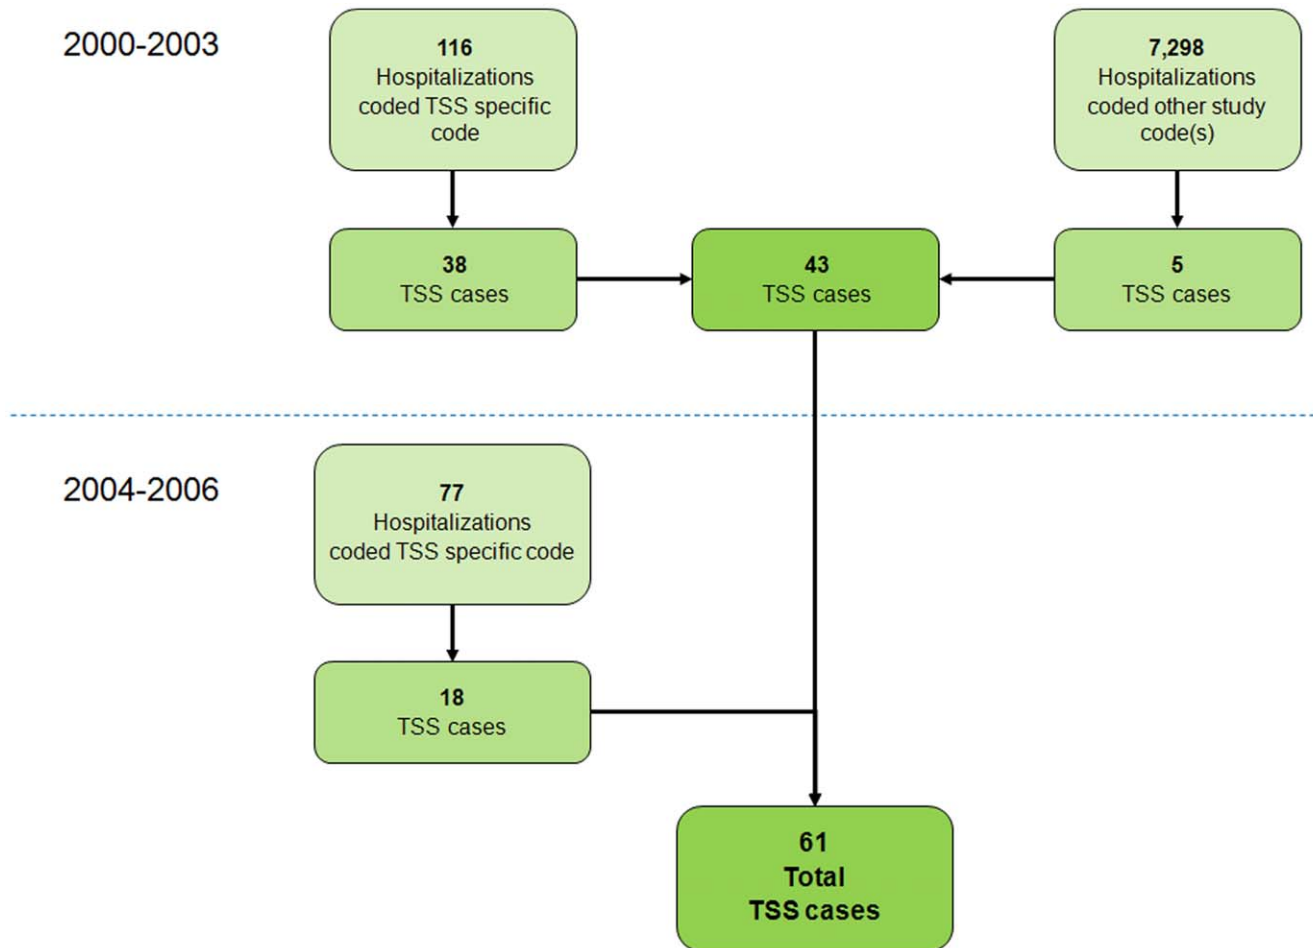 2000-2003
116
Hospitalizations
coded TSS specific
code
7,298
Hospitalizations
coded other study
code(s)
38
TSS cases
43
TSS cases
5
TSS cases
2004-2006
77
Hospitalizations
coded TSS specific code
18
TSS cases
61
Total
TSS cases